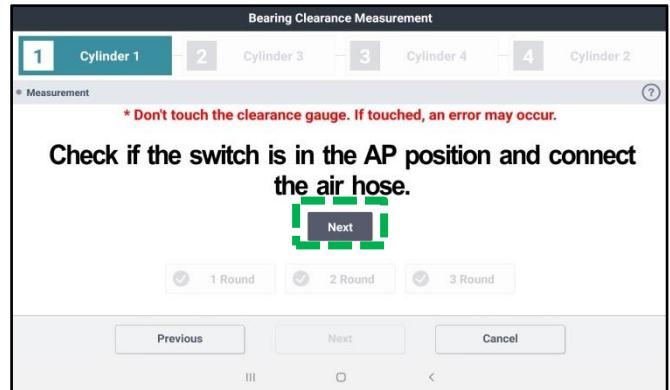 Bearing Clearance Measurement
1 Cylinder 1 2 Cylinder 3 3 Cylinder 4 4 Cylinder 2
Measurement ?
* Don't touch the clearance gauge. If touched, an error may occur.
Check if the switch is in the AP position and connect
the air hose.
Next
1 Round 2 Round 3 Round
Previous Next Cancel